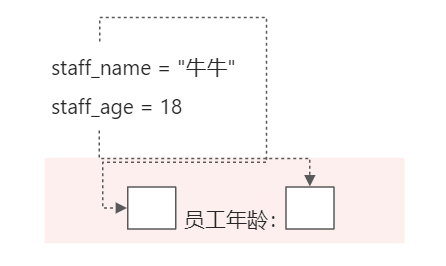 staff_name = "牛牛"
staff_age = 18
员工年龄：